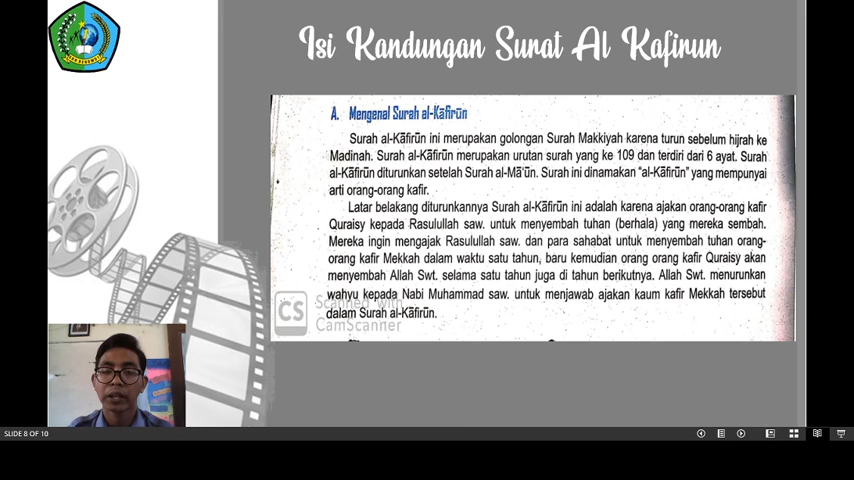 Isi Kandungan Surat Al Kafirun
A. Mengenal Surah al-Kāfirūn
Surah al-Kāfirūn ini merupakan golongan Surah Makkiyah karena turun sebelum hijrah ke
Madinah. Surah al-Kāfirūn merupakan urutan surah yang ke 109 dan terdiri dari 6 ayat. Surah
al-Kāfirūn diturunkan setelah Surah al-Mā'ūn. Surah ini dinamakan “al-Kāfirūn” yang mempunyai
arti orang-orang kafir.
Latar belakang diturunkannya Surah al-Kāfirūn ini adalah karena ajakan orang-orang kafir
Quraisy kepada Rasulullah saw. untuk menyembah tuhan (berhala) yang mereka sembah.
Mereka ingin mengajak Rasulullah saw. dan para sahabat untuk menyembah tuhan orang-
orang kafir Mekkah dalam waktu satu tahun, baru kemudian orang orang kafir Quraisy akan
menyembah Allah Swt. selama satu tahun juga di tahun berikutnya. Allah Swt. menurunkan
wahyu kepada Nabi Muhammad saw. untuk menjawab ajakan kaum kafir Mekkah tersebut
dalam Surah al-Kāfirūn.
CS Scanned with
CamScanner
SLIDE 8 OF 10